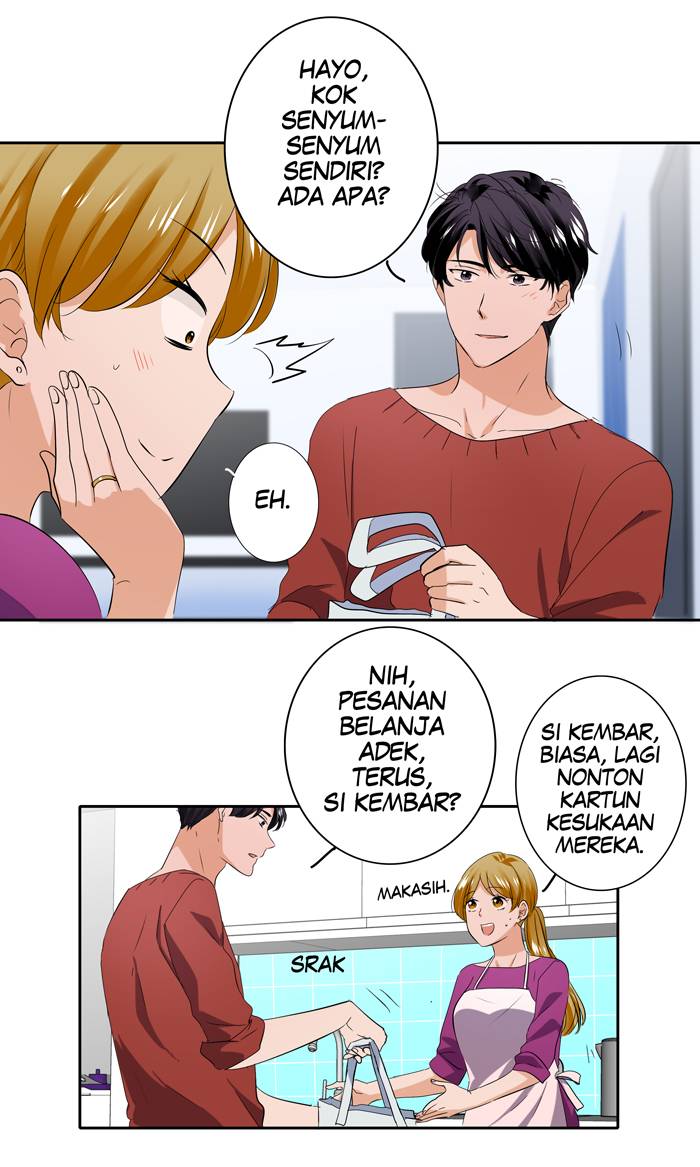 HAYO,
KOK
SENYUM-
SENYUM
SENDIRI?
ADA APA?
EH.
NIH,
PESANAN
BELANJA
ADEK,
TERUS,
SI KEMBAR?
SI KEMBAR,
BIASA, LAGI
NONTON
KARTUN
KESUKAAN
MEREKA.
MAKASIH.
SRAK